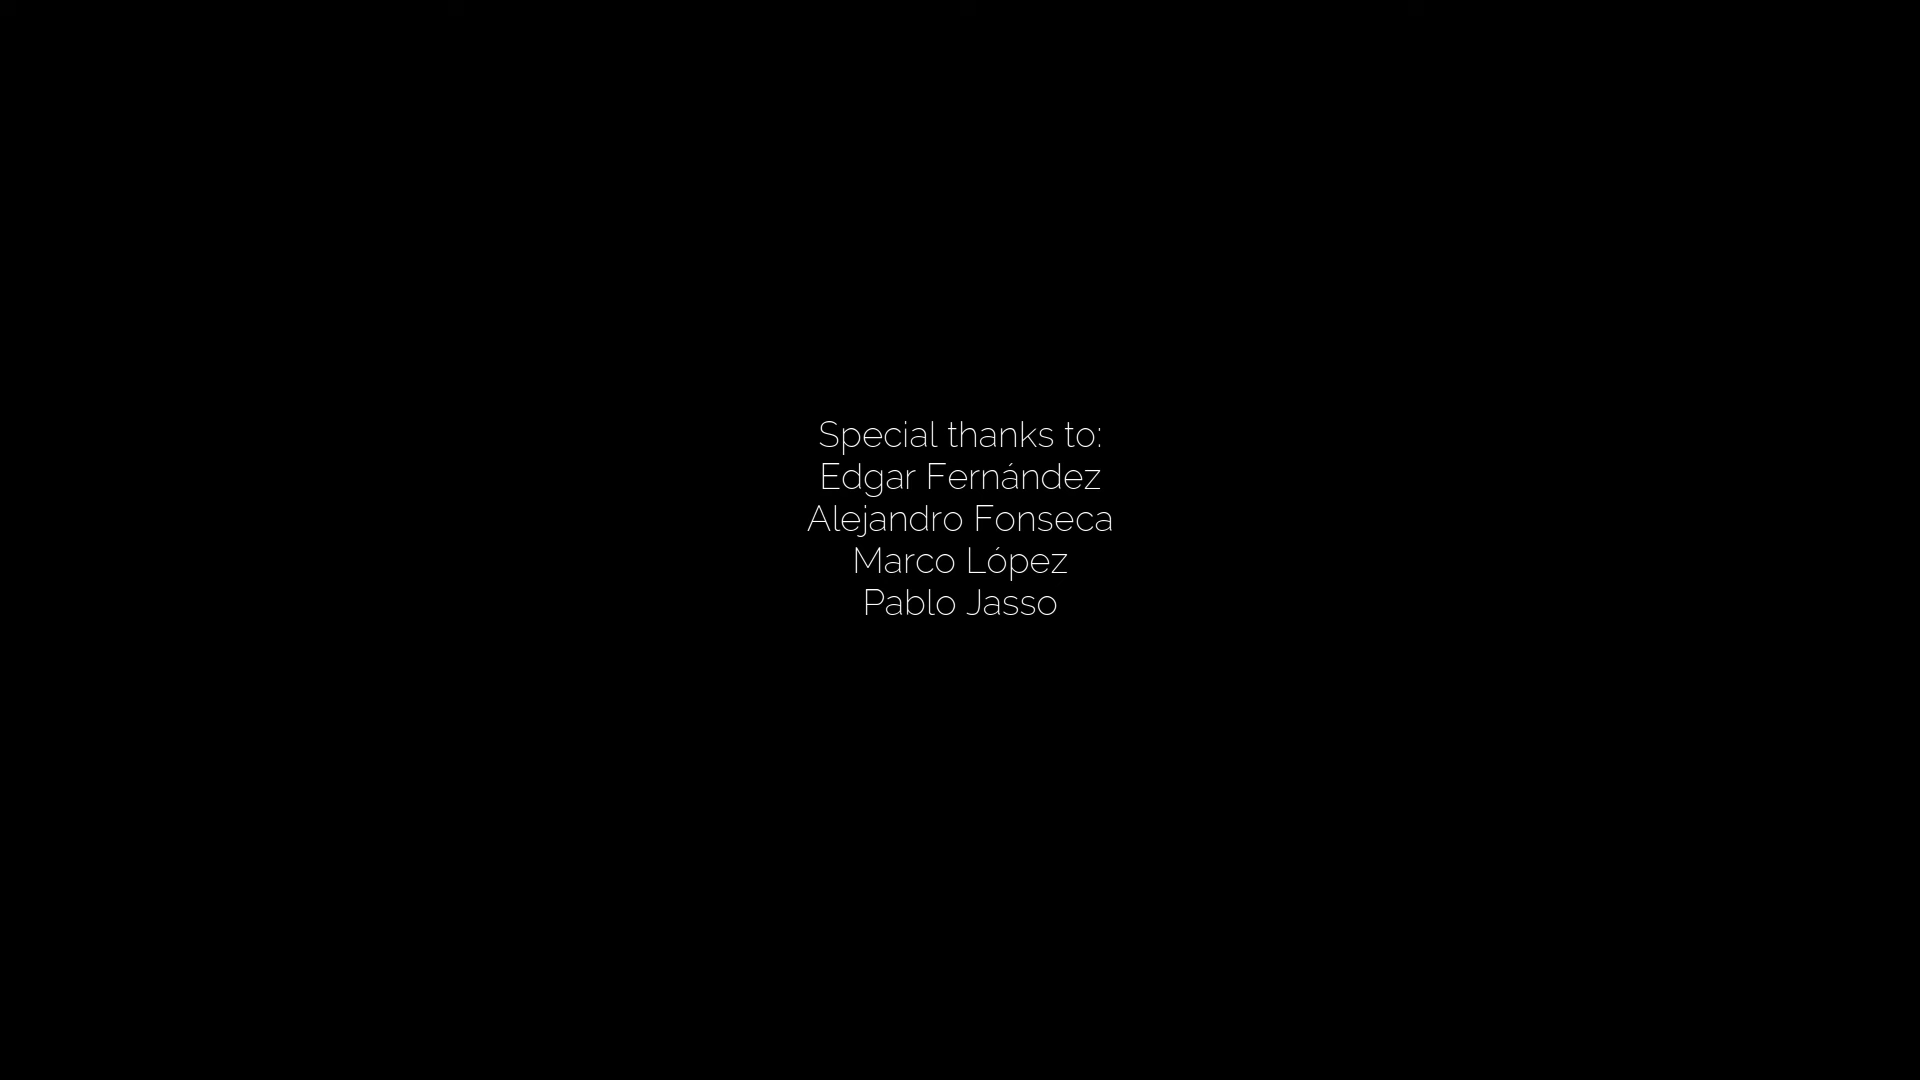 Special thanks to:
Edgar Fernández
Alejandro Fonseca
Marco López
Pablo Jasso